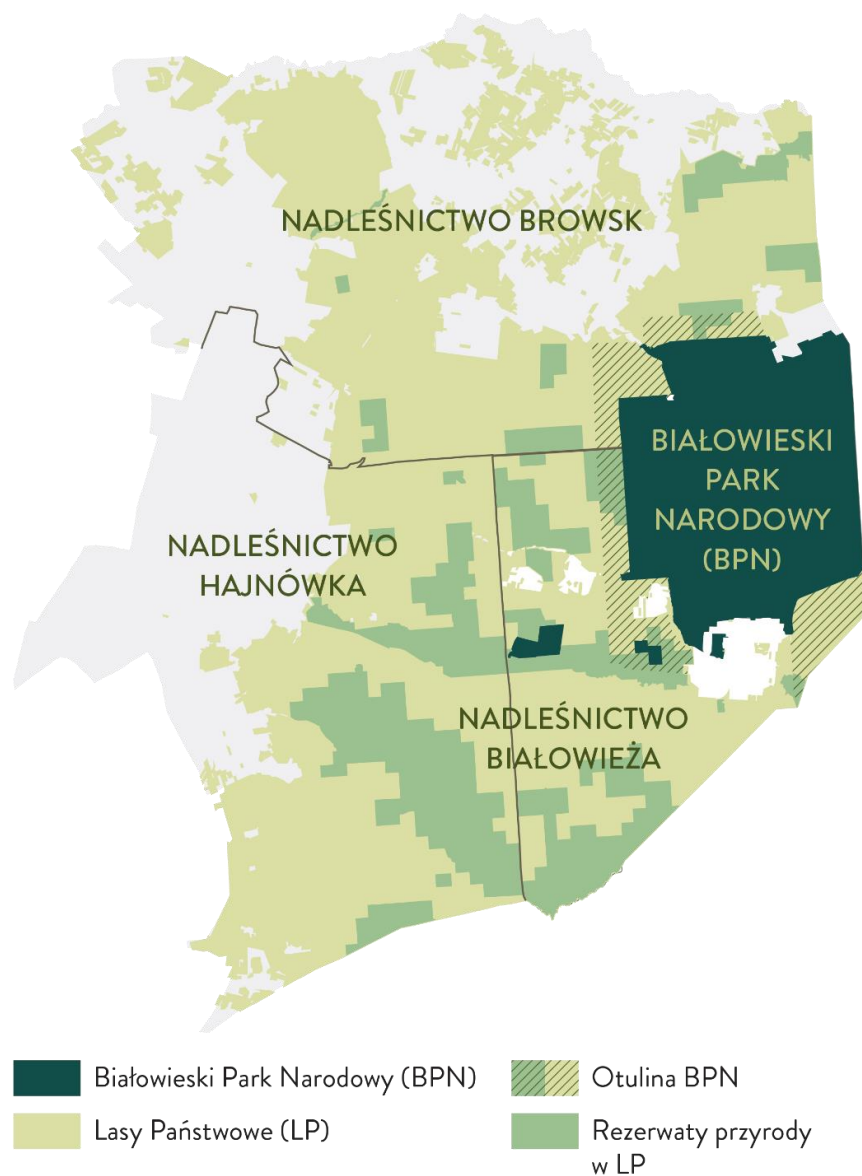 NADLEŚNICTWO BROWSK
BIAŁOWIESKI
PARK
NARODOWY
(BPN)
NADLEŚNICTWO
HAJNÓWKA
NADLEŚNICTWO
BIAŁOWIEŻA
Białowieski Park Narodowy (BPN)
Otulina BPN
Lasy Państwowe (LP)
Rezerwaty przyrody
w LP